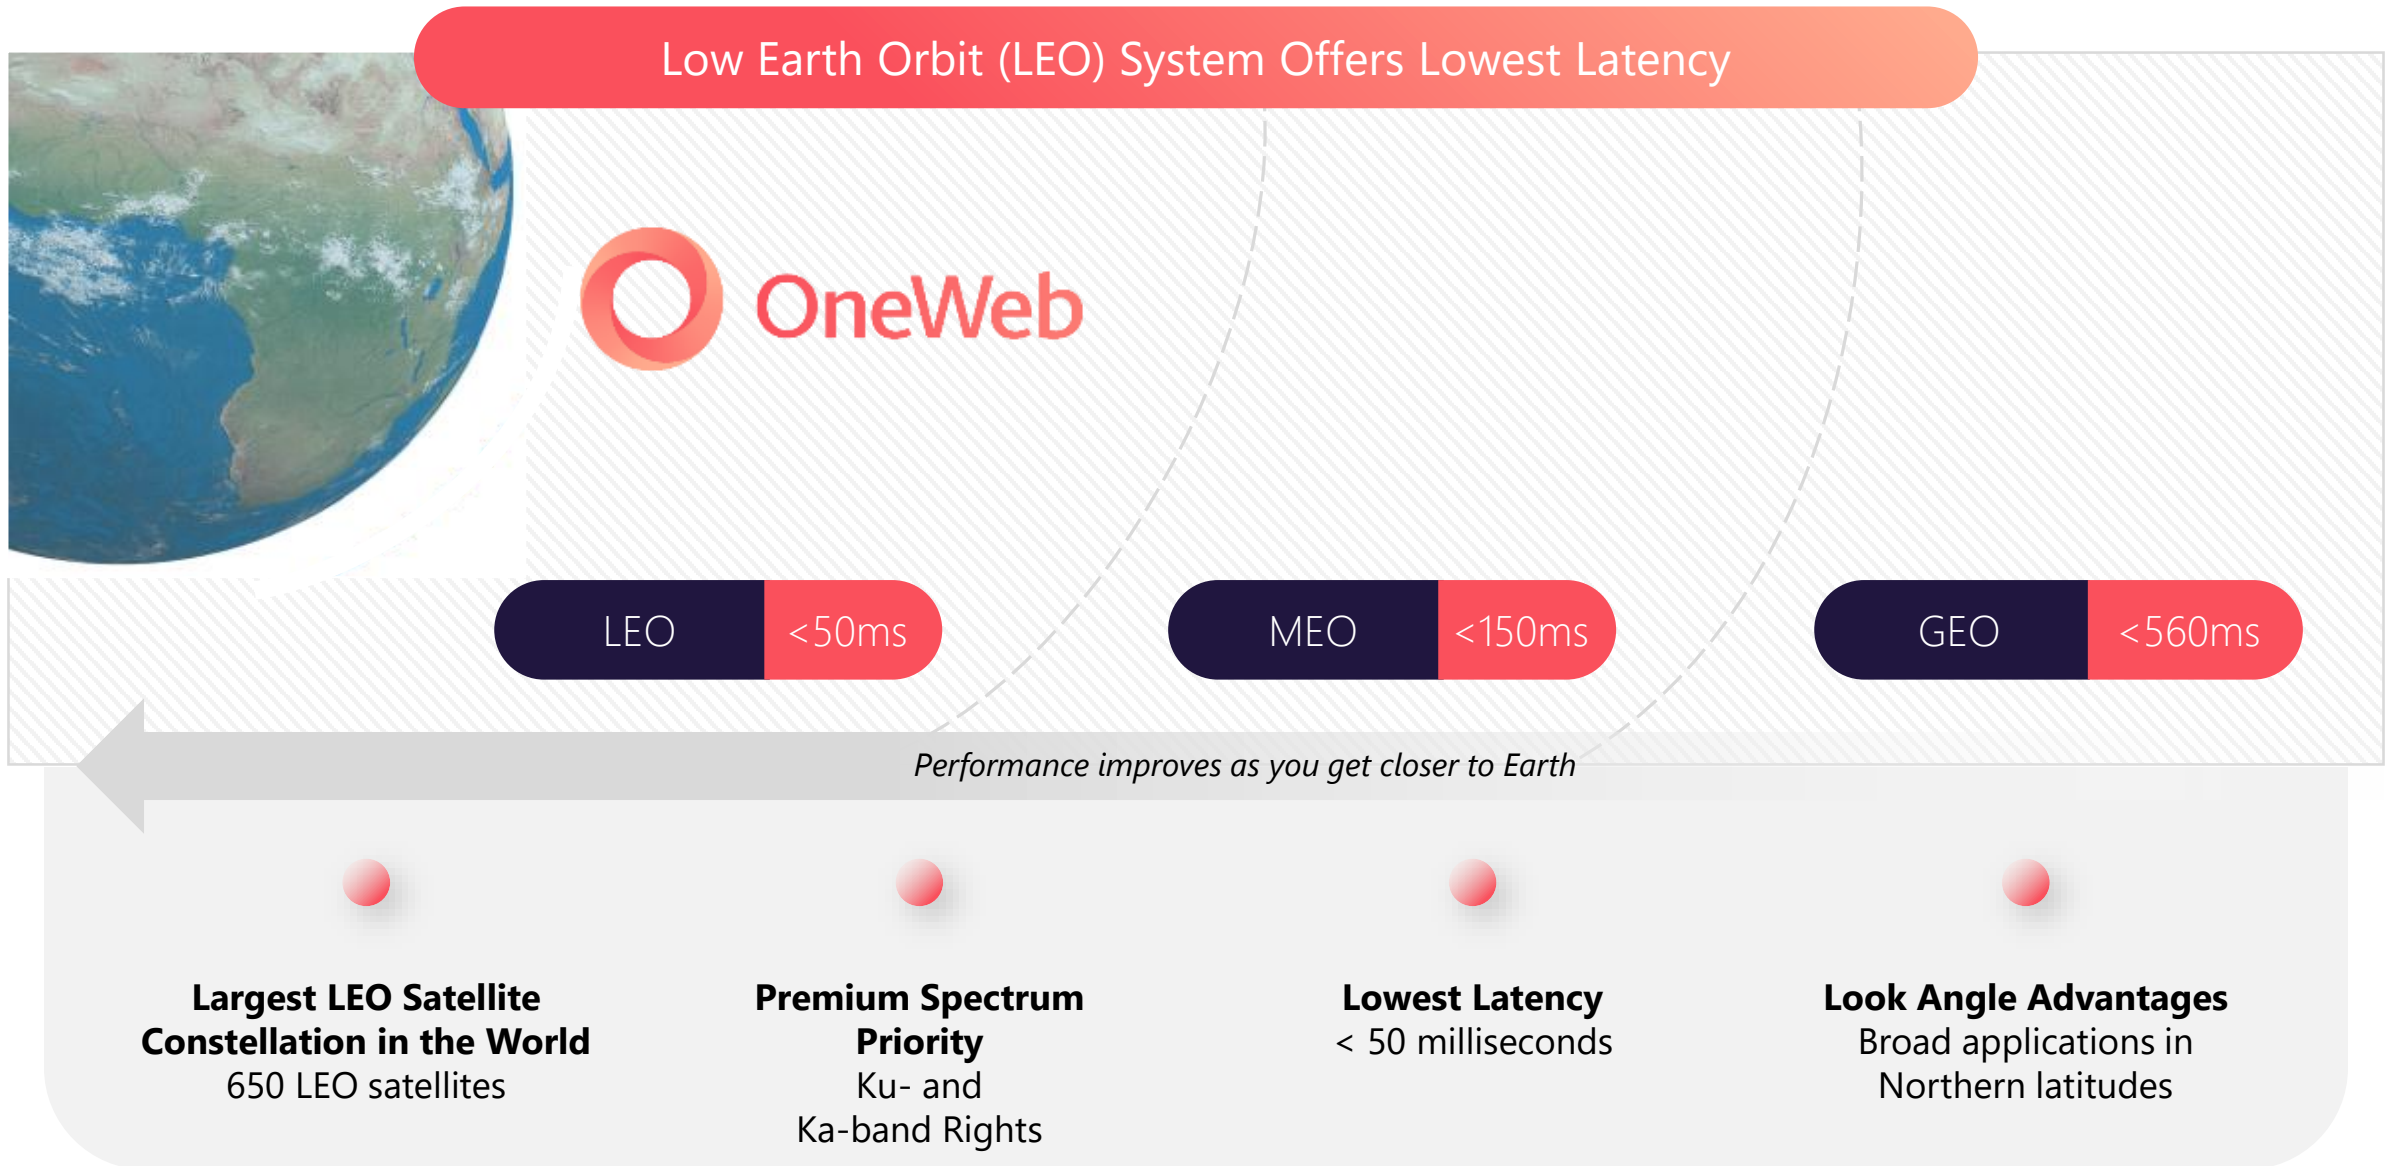 Low Earth Orbit (LEO) System Offers Lowest Latency
OneWeb
LEO <50ms
MEO <150ms
GEO <560ms
Performance improves as you get closer to Earth
Largest LEO Satellite
Constellation in the World
650 LEO satellites
Premium Spectrum
Priority
Ku- and
Ka-band Rights
Lowest Latency
< 50 milliseconds
Look Angle Advantages
Broad applications in
Northern latitudes